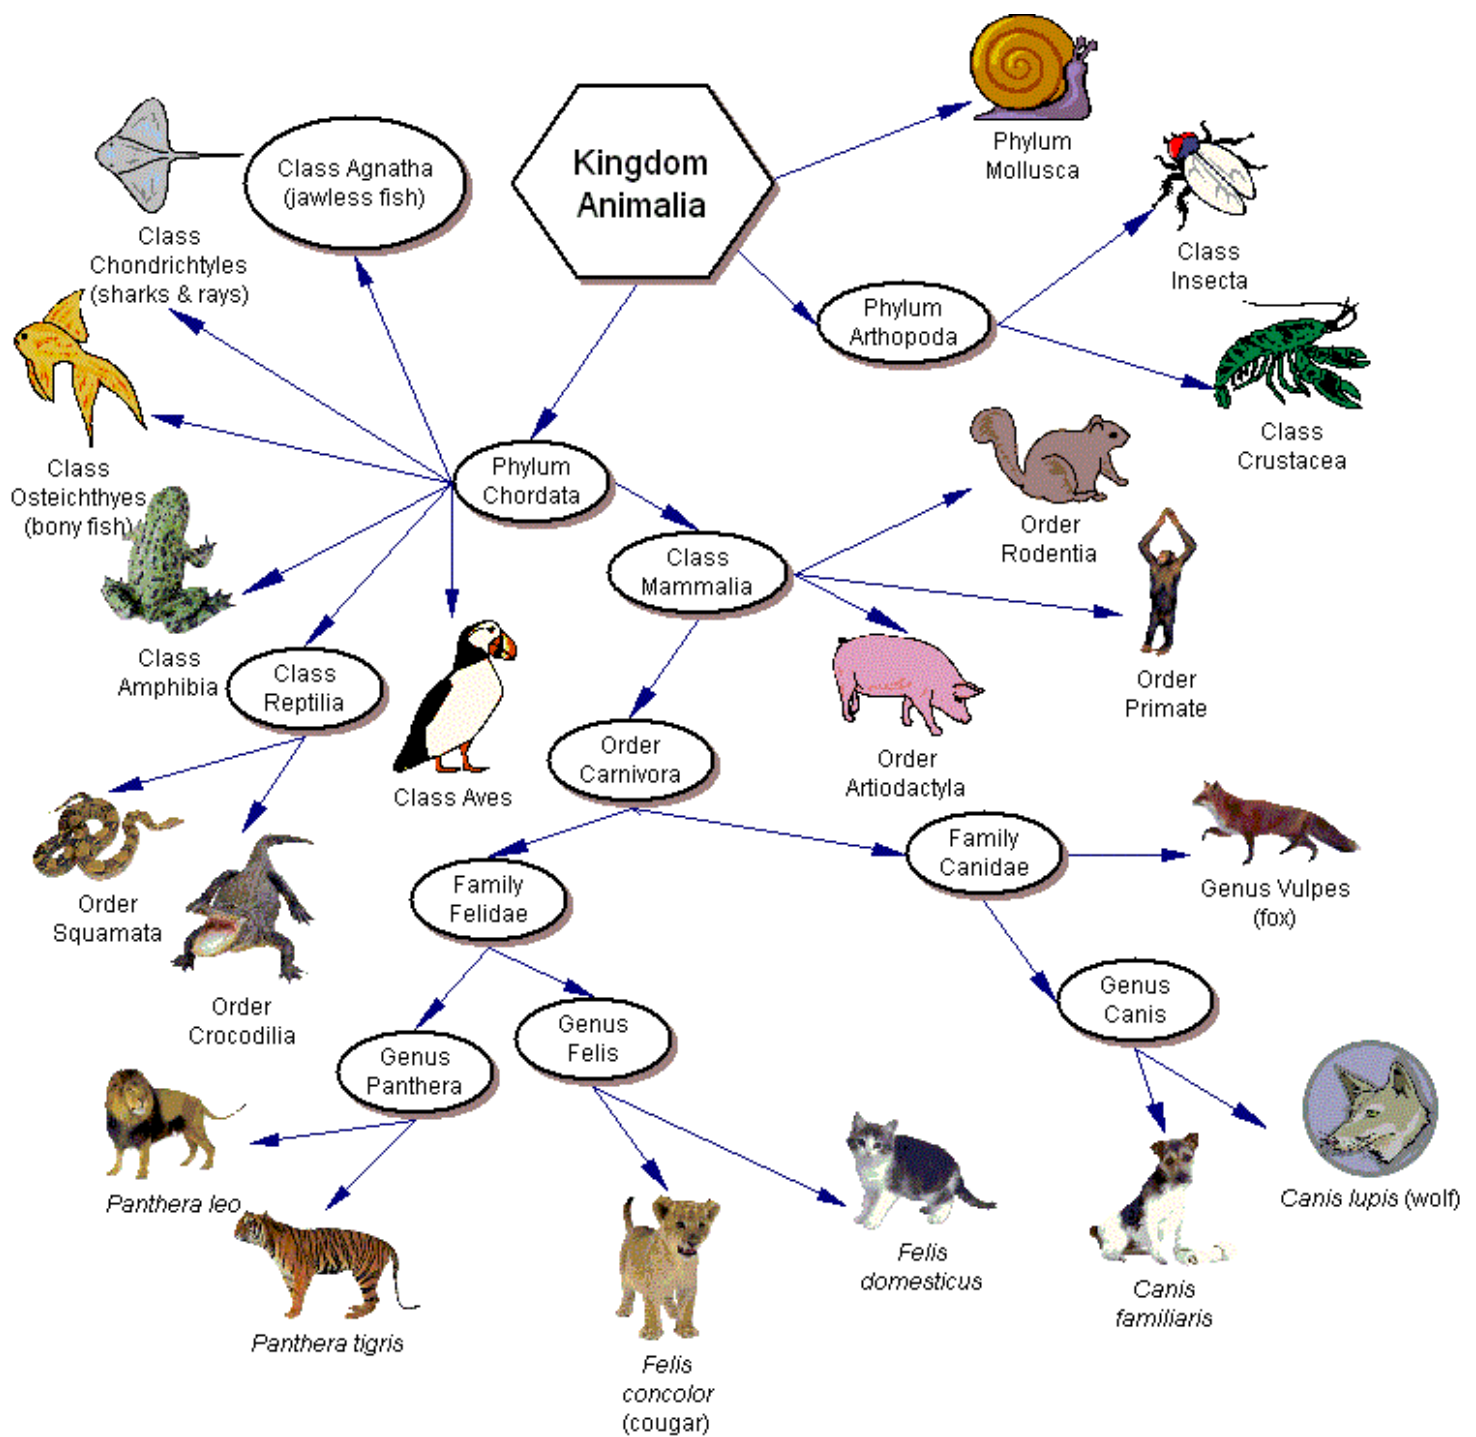 Kingdom
Animalia
Phylum
Mollusca
Class
Insecta
Phylum
Arthopoda
Class
Crustacea
Class Agnatha
(jawless fish)
Class
Chondrichtyles
(sharks & rays)
Class
Osteichthyes
(bony fish)
Phylum
Chordata
Class
Mammalia
Order
Rodentia
Order
Primate
Order
Artiodactyla
Class
Amphibia
Class
Reptilia
Class Aves
Order
Carnivora
Order
Squamata
Order
Crocodilia
Family
Felidae
Family
Canidae
Genus Vulpes
(fox)
Genus
Canis
Genus
Felis
Genus
Panthera
Panthera leo
Panthera tigris
Felis
concolor
(cougar)
Felis
domesticus
Canis
familiaris
Canis lupis (wolf)